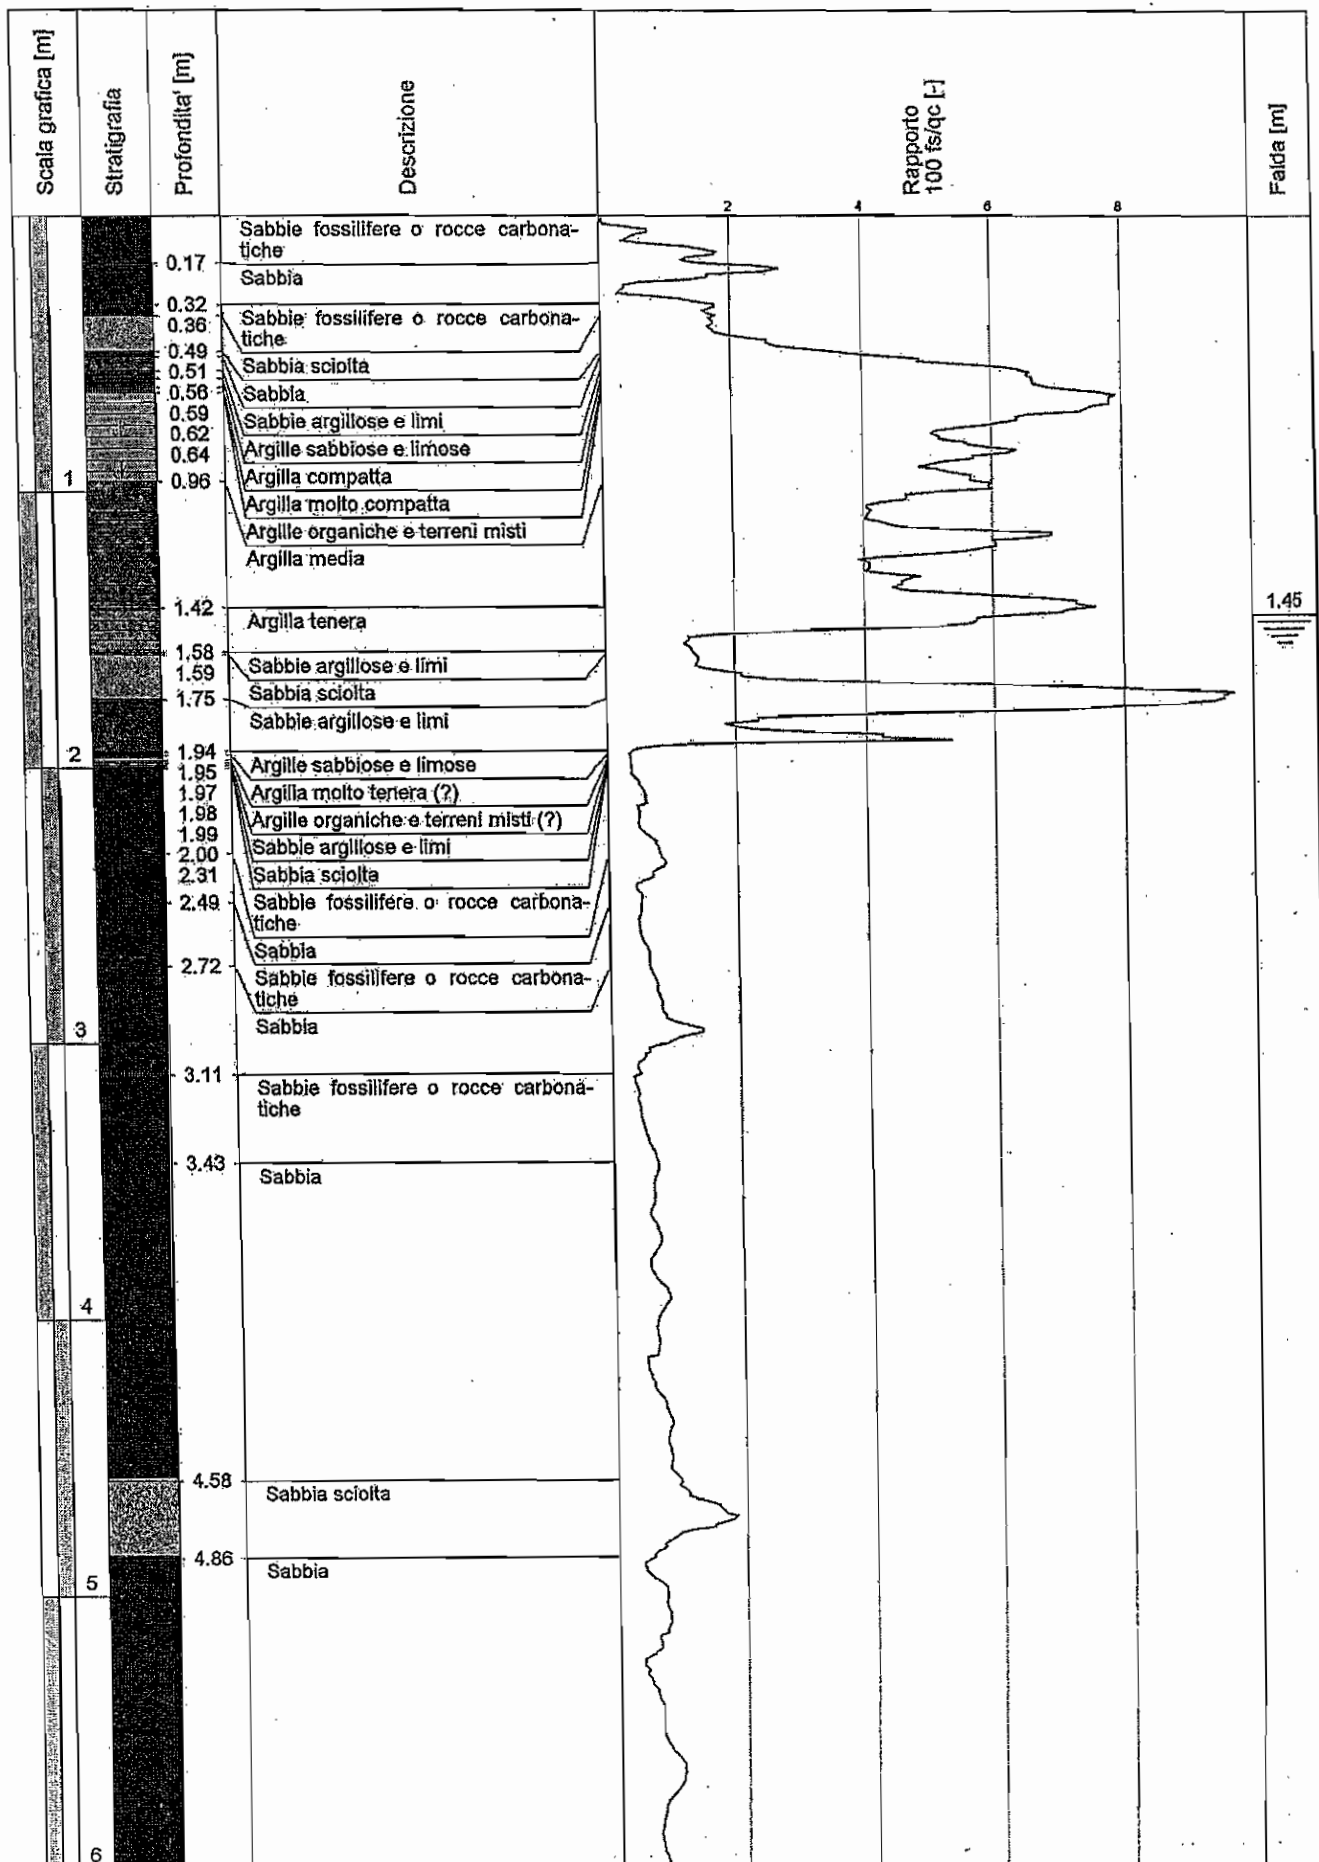 Scala grafica [m]
Stratigrafia
Profondita' [m]
Descrizione
Rapporto
100 fs/qc [-]
Falda [m]
2
4
6
8
Sabbie fossilifere o rocce carbona-
tiche
0.17
Sabbia
0.32
0.36
Sabbie fossilifere o rocce carbona-
tiche
0.49
0.51
Sabbia sciolta
0.56
Sabbia
0.59
Sabbie argillose e limi
0.62
0.64
Argille sabbiose e limose
1
0.96
Argilla compatta
Argilla molto compatta
Argille organiche e terreni misti
Argilla media
1.42
1.45
Argilla tenera
1.58
1.59
Sabbie argillose e limi
1.75
Sabbia sciolta
Sabbie argillose e limi
2
1.94
1.95
Argille sabbiose e limose
1.97
Argilla molto tenera (?)
1.98
Argille organiche e terreni misti (?)
1.99
2.00
Sabbie argillose e limi
2.31
Sabbia sciolta
2.49
Sabbie fossilifere o rocce carbona-
tiche
Sabbia
2.72
Sabbie fossilifere o rocce carbona-
tiche
3
Sabbia
3.11
Sabbie fossilifere o rocce carbona-
tiche
3.43
Sabbia
4
4.58
Sabbia sciolta
4.86
Sabbia
5
6